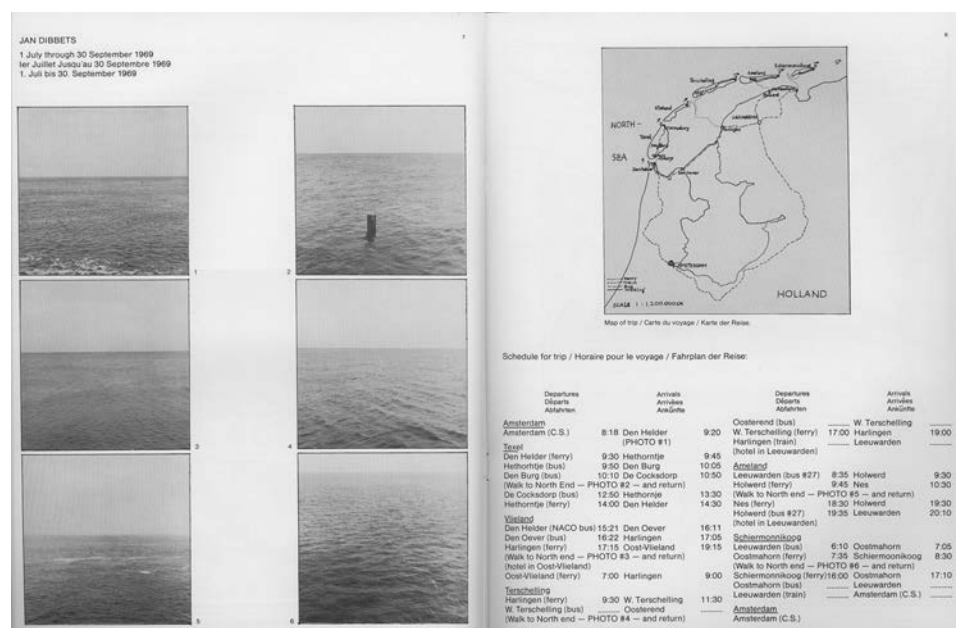 JAN DIBBETS
1 July through 30 September 1969
Ier Juillet Jusqu'au 30 Septembre 1969
1. Juli bis 30. September 1969
7
1
2
3
4
5
6
NORTH –
SEA
HOLLAND
Map of trip / Carte du voyage / Karte der Reise.
Schedule for trip / Horaire pour le voyage / Fahrplan der Reise:
Departures Arrivals
Départs Arrivées
Abfahrten Ankünfte
Amsterdam
Amsterdam (C.S.) 8:18 Den Helder 9:20
(PHOTO #1)
Texel
Den Helder (ferry) 9:30 Hethorntje 9:45
Hethorhtje (bus) 9:50 Den Burg 10:05
Den Burg (bus) 10:10 De Cocksdorp 10:50
(Walk to North End — PHOTO #2 — and return)
De Cocksdorp (bus) 12:50 Hethornje 13:30
Hethorntje (ferry) 14:00 Den Helder 14:30
Vlieland
Den Helder (NACO bus) 15:21 Den Oever 16:11
Den Oever (bus) 16:22 Harlingen 17:05
Harlingen (ferry) 17:15 Oost-Vlieland 19:15
(Walk to North end — PHOTO #3 — and return)
(hotel in Oost-Vlieland)
Oost-Vlieland (ferry) 7:00 Harlingen 9:00
Terschelling
Harlingen (ferry) 9:30 W. Terschelling 11:30
W. Terschelling (bus) ........ Oosterend ........
(Walk to North end — PHOTO #4 — and return)
Departures Arrivals
Départs Arrivées
Abfahrten Ankünfte
Oosterend (bus) ........ W. Terschelling ........
W. Terschelling (ferry) 17:00 Harlingen 19:00
Harlingen (train) ........ Leeuwarden ........
(hotel in Leeuwarden)
Ameland
Leeuwarden (bus #27) 8:35 Holwerd 9:30
Holwerd (ferry) 9:45 Nes 10:30
(Walk to North end — PHOTO #5 — and return)
Nes (ferry) 18:30 Holwerd 19:30
Holwerd (bus #27) 19:35 Leeuwarden 20:10
(hotel in Leeuwarden)
Schiermonnikoog
Leeuwarden (bus) 6:10 Oostmahorn 7:05
Oostmahorn (ferry) 7:35 Schiermoonikoog 8:30
(Walk to North end — PHOTO #6 — and return)
Schiermonnikoog (ferry) 16:00 Oostmahorn 17:10
Oostmahorn (bus) ........ Leeuwarden ........
Leeuwarden (train) ........ Amsterdam (C.S.) ........
Amsterdam
Amsterdam (C.S.)